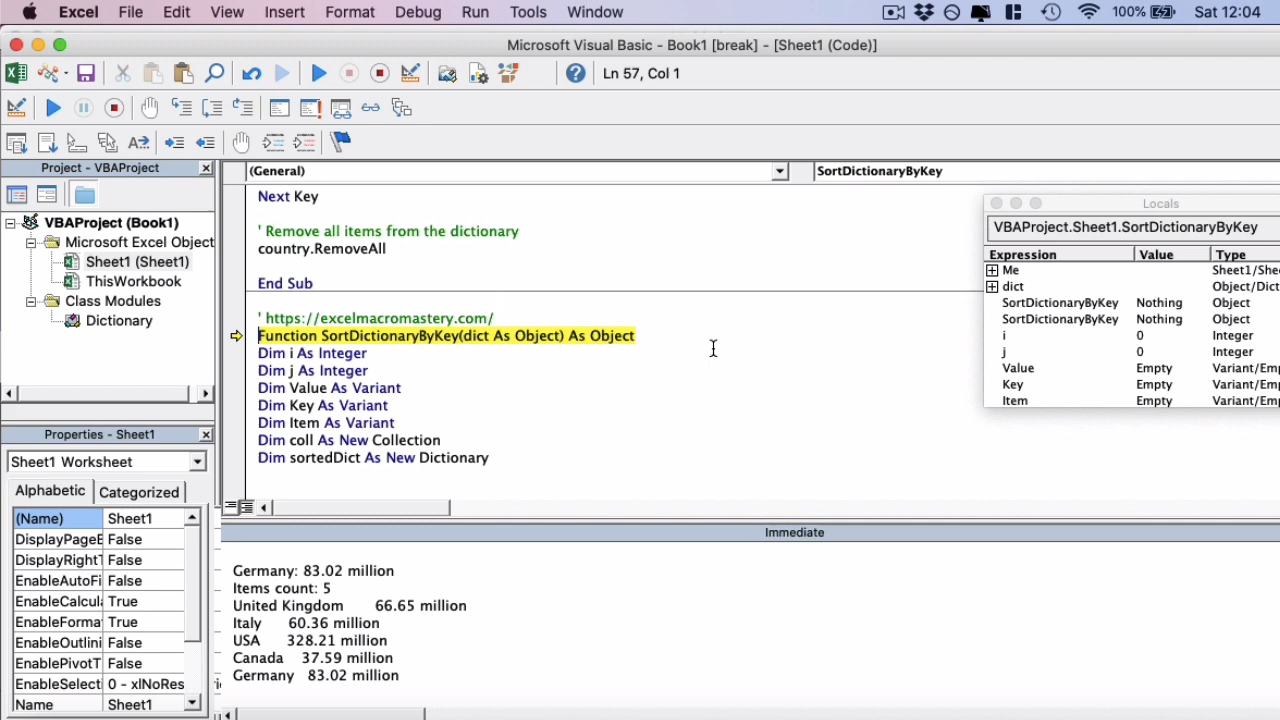 Excel File Edit View Insert Format Debug Run Tools Window 100% Sat 12:04
Microsoft Visual Basic - Book1 [break] - [Sheet1 (Code)]
Ln 57, Col 1
Project - VBAProject
VBAProject (Book1)
Microsoft Excel Object
Sheet1 (Sheet1)
ThisWorkbook
Class Modules
Dictionary
Properties - Sheet1
Sheet1 Worksheet
Alphabetic Categorized
(Name) Sheet1
DisplayPageE False
DisplayRightT False
EnableAutoFi False
EnableCalcul True
EnableForma True
EnableOutlini False
EnablePivotT False
EnableSelecti 0 - xlNoRes
Name Sheet1
(General) SortDictionaryByKey
Next Key
' Remove all items from the dictionary
country.RemoveAll
End Sub
' https://excelmacromastery.com/
Function SortDictionaryByKey(dict As Object) As Object
Dim i As Integer
Dim j As Integer
Dim Value As Variant
Dim Key As Variant
Dim Item As Variant
Dim coll As New Collection
Dim sortedDict As New Dictionary
Locals
VBAProject.Sheet1.SortDictionaryByKey
Expression Value Type
Me Sheet1/She
dict Object/Dict
SortDictionaryByKey Nothing Object
SortDictionaryByKey Nothing Object
i 0 Integer
j 0 Integer
Value Empty Variant/Emp
Key Empty Variant/Emp
Item Empty Variant/Emp
Immediate
Germany: 83.02 million
Items count: 5
United Kingdom 66.65 million
Italy 60.36 million
USA 328.21 million
Canada 37.59 million
Germany 83.02 million